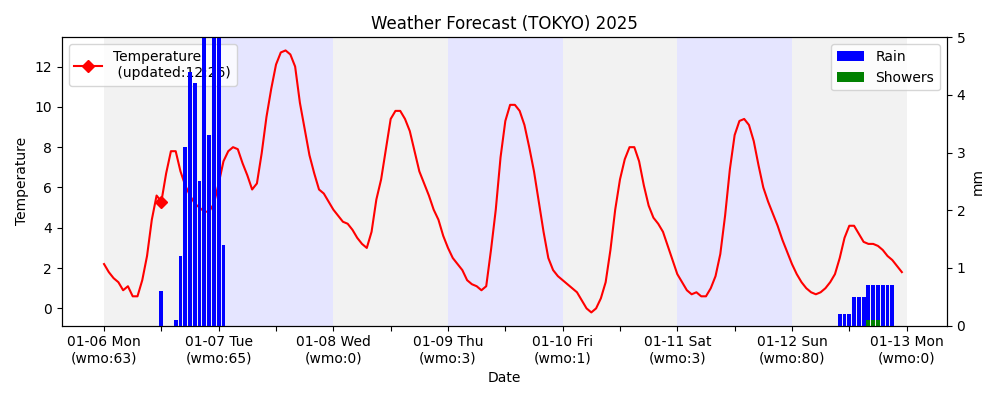 Weather Forecast (TOKYO) 2025
Temperature
(updated:12:26)
Rain
Showers
12
10
8
6
4
2
0
Temperature
5
4
3
2
1
0
mm
01-06 Mon
(wmo:63)
01-07 Tue
(wmo:65)
01-08 Wed
(wmo:0)
01-09 Thu
(wmo:3)
01-10 Fri
(wmo:1)
01-11 Sat
(wmo:3)
01-12 Sun
(wmo:80)
01-13 Mon
(wmo:0)
Date